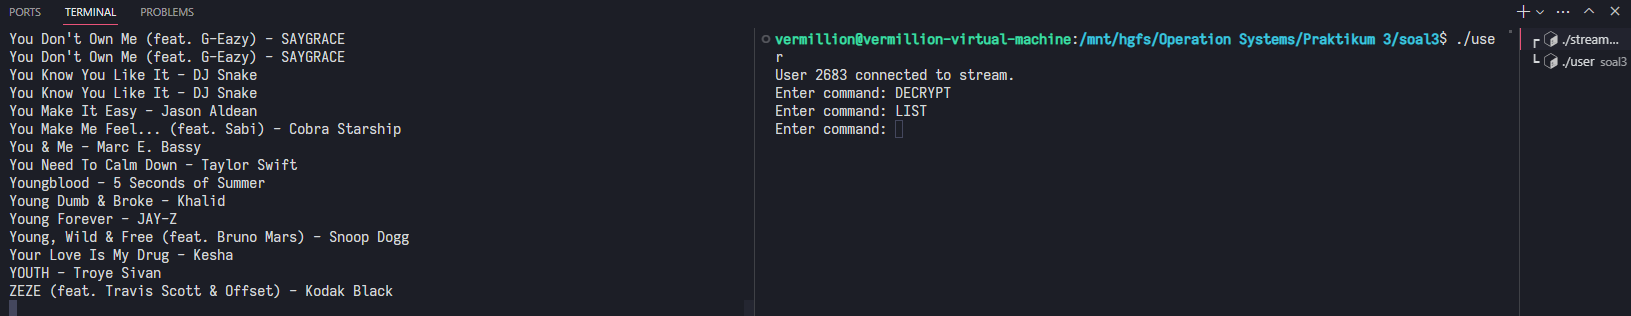 PORTS TERMINAL PROBLEMS
You Don't Own Me (feat. G-Eazy) - SAYGRACE
You Don't Own Me (feat. G-Eazy) - SAYGRACE
You Know You Like It - DJ Snake
You Know You Like It - DJ Snake
You Make It Easy - Jason Aldean
You Make Me Feel... (feat. Sabi) - Cobra Starship
You & Me - Marc E. Bassy
You Need To Calm Down - Taylor Swift
Youngblood - 5 Seconds of Summer
Young Dumb & Broke - Khalid
Young Forever - JAY-Z
Young, Wild & Free (feat. Bruno Mars) - Snoop Dogg
Your Love Is My Drug - Kesha
YOUTH - Troye Sivan
ZEZE (feat. Travis Scott & Offset) - Kodak Black
vermillion@vermillion-virtual-machine:/mnt/hgfs/Operation Systems/Praktikum 3/soal3$ ./use
r
User 2683 connected to stream.
Enter command: DECRYPT
Enter command: LIST
Enter command:
./stream...
./user soal3